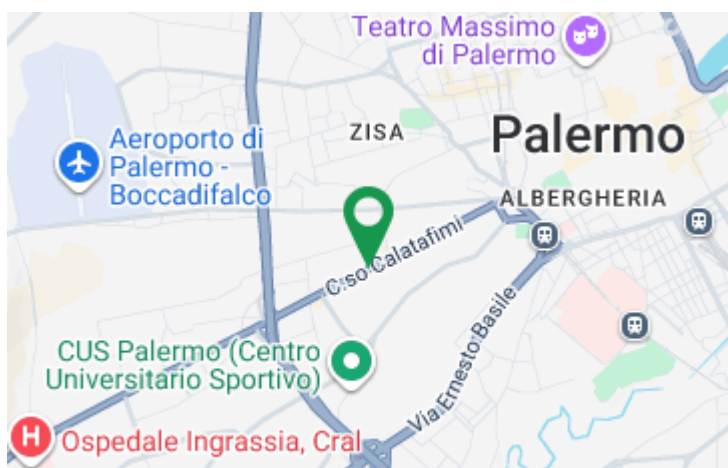 Teatro Massimo
di Palermo
ZISA
Palermo
Aeroporto di
Palermo -
Boccadifalco
ALBERGHERIA
C.so Calatafimi
CUS Palermo (Centro
Universitario Sportivo)
Via Ernesto Basile
H
Ospedale Ingrassia, Cral